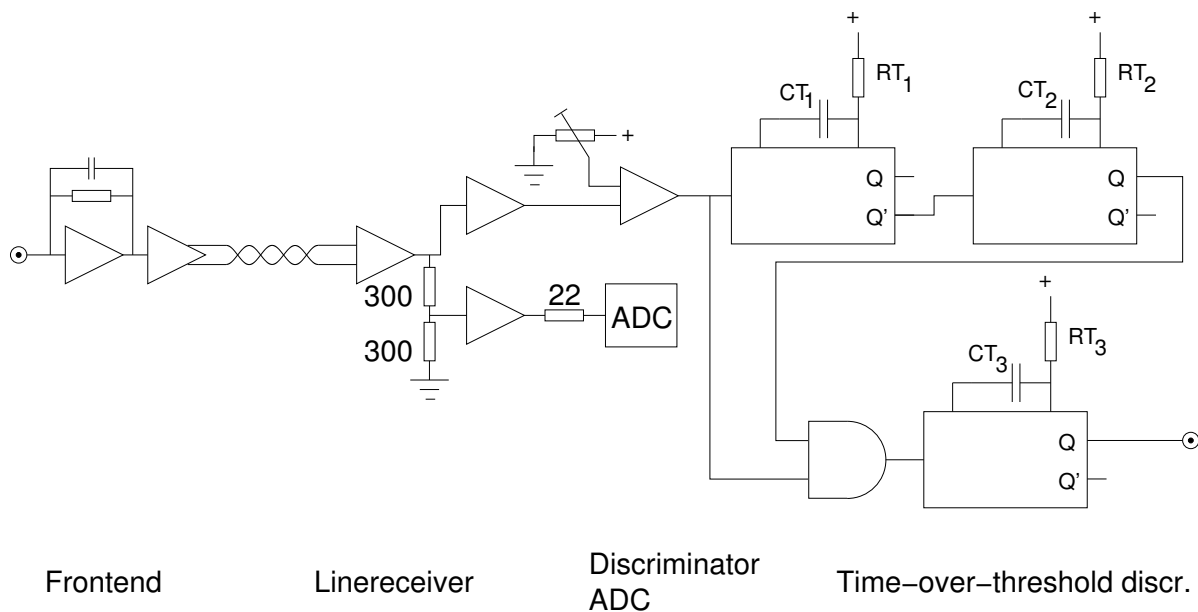 +
+
RT1
RT2
CT1
CT2
+
Q
Q'
Q
Q'
300
22
ADC
300
+
RT3
CT3
Q
Q'
Frontend
Linereceiver
Discriminator
ADC
Time−over−threshold discr.